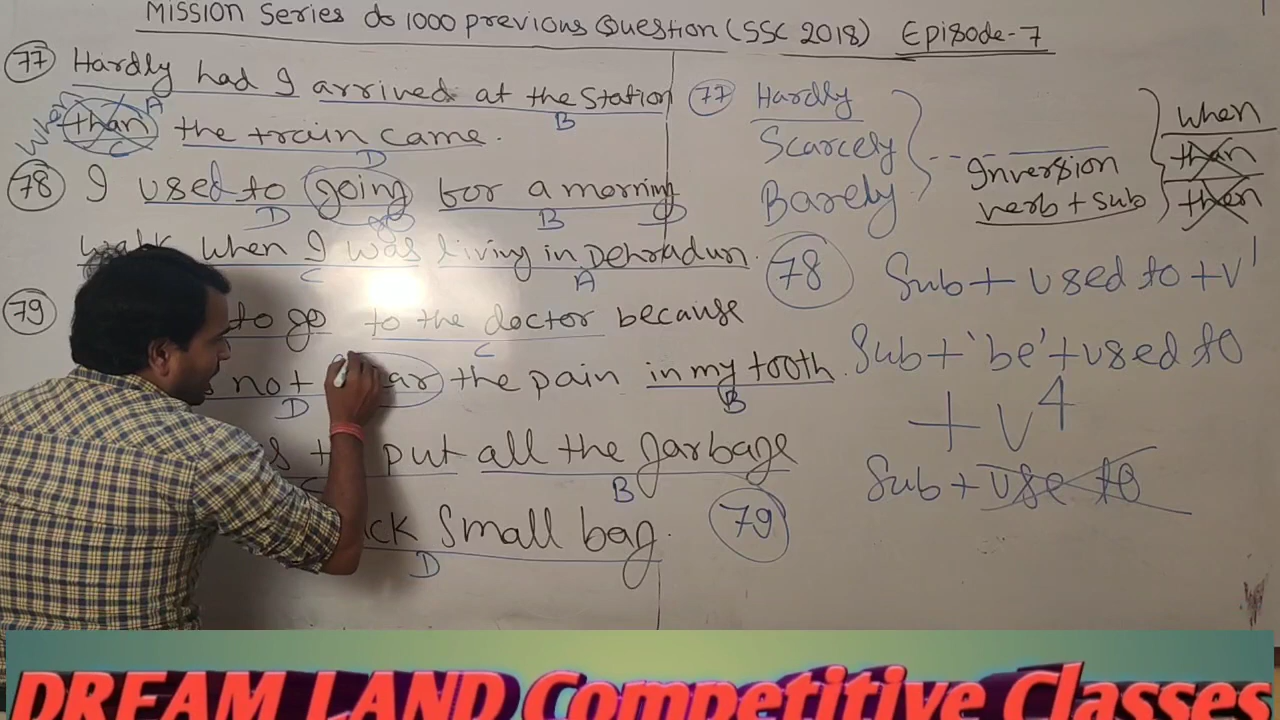 Mission Series do 1000 previous Question (SSC 2018) Episode-7
77 Hardly had I arrived at the station
A B
when than the train came.
C D
78 I used to going for a morning
D B
walk when I was living in Dehradun.
C A
79 to go to the doctor because
C
not the pain in my tooth.
D B
put all the garbage
B
small bag.
D
77 Hardly
Scarcely
Barely
Inversion
verb + sub
when
than
then
78 Sub + used to + V1
Sub + 'be' + used to
+ V4
Sub + use to
79
DREAM LAND Competitive Classes